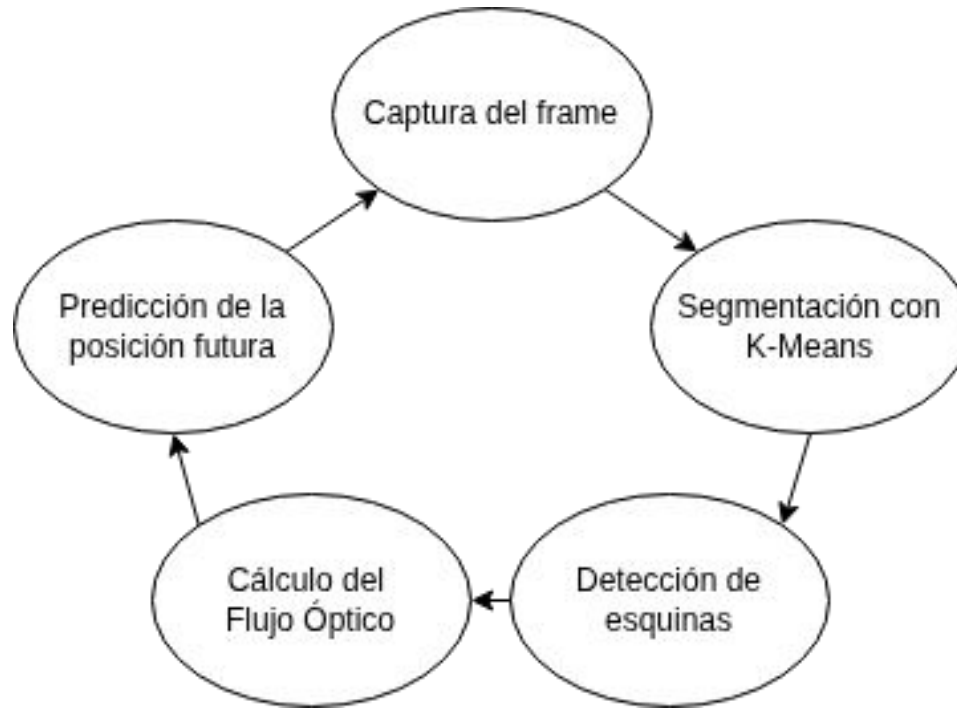 Captura del frame
Segmentación con
K-Means
Detección de
esquinas
Cálculo del
Flujo Óptico
Predicción de la
posición futura